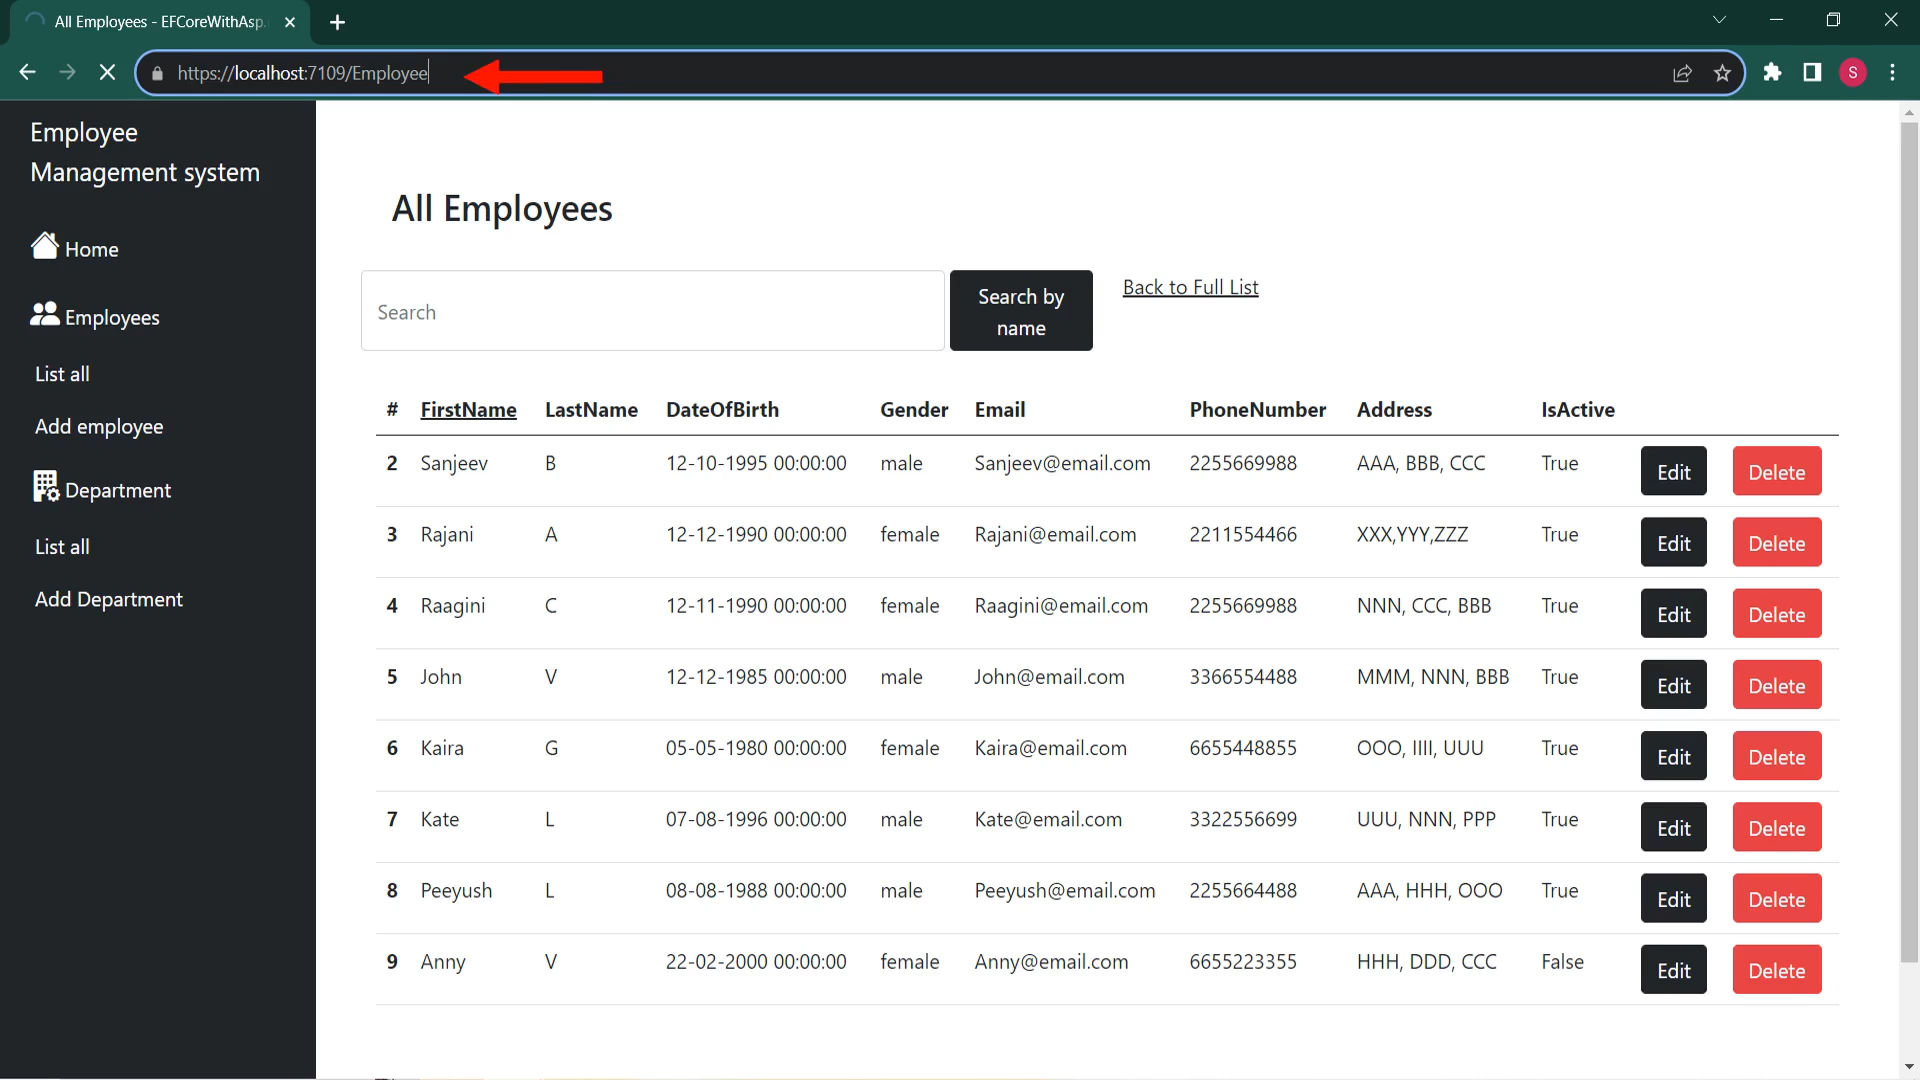 All Employees - EFCoreWithAsp.
https://localhost:7109/Employee
S
Employee
Management system
Home
Employees
List all
Add employee
Department
List all
Add Department
All Employees
Search
Search by
name
Back to Full List
# FirstName LastName DateOfBirth Gender Email PhoneNumber Address IsActive
2 Sanjeev B 12-10-1995 00:00:00 male Sanjeev@email.com 2255669988 AAA, BBB, CCC True Edit Delete
3 Rajani A 12-12-1990 00:00:00 female Rajani@email.com 2211554466 XXX,YYY,ZZZ True Edit Delete
4 Raagini C 12-11-1990 00:00:00 female Raagini@email.com 2255669988 NNN, CCC, BBB True Edit Delete
5 John V 12-12-1985 00:00:00 male John@email.com 3366554488 MMM, NNN, BBB True Edit Delete
6 Kaira G 05-05-1980 00:00:00 female Kaira@email.com 6655448855 OOO, IIII, UUU True Edit Delete
7 Kate L 07-08-1996 00:00:00 male Kate@email.com 3322556699 UUU, NNN, PPP True Edit Delete
8 Peeyush L 08-08-1988 00:00:00 male Peeyush@email.com 2255664488 AAA, HHH, OOO True Edit Delete
9 Anny V 22-02-2000 00:00:00 female Anny@email.com 6655223355 HHH, DDD, CCC False Edit Delete